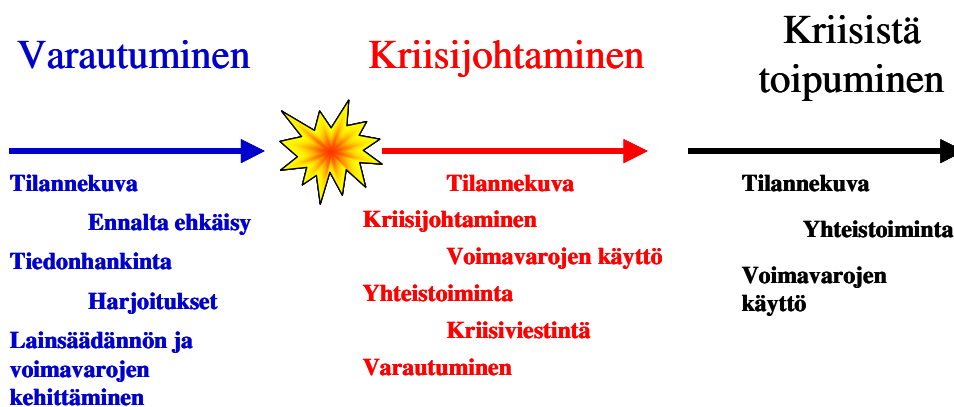 Varautuminen
Kriisijohtaminen
Kriisistä
toipuminen
Tilannekuva
Ennalta ehkäisy
Tiedonhankinta
Harjoitukset
Lainsäädännön ja
voimavarojen
kehittäminen
Tilannekuva
Kriisijohtaminen
Voimavarojen käyttö
Yhteistoiminta
Kriisiviestintä
Varautuminen
Tilannekuva
Yhteistoiminta
Voimavarojen
käyttö